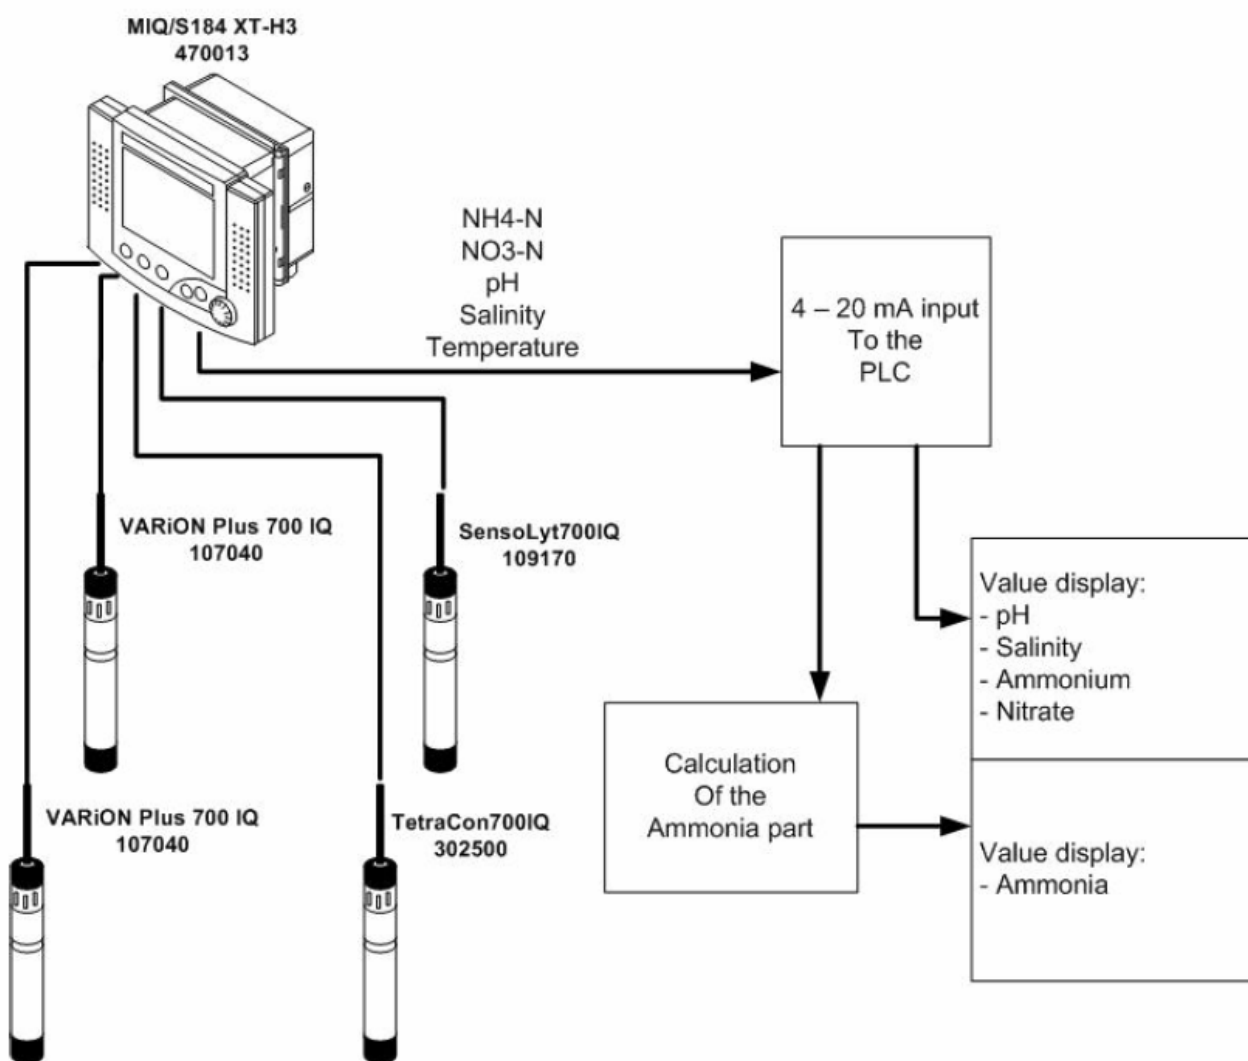 MIQ/S184 XT-H3
470013
NH4-N
NO3-N
pH
Salinity
Temperature
4 – 20 mA input
To the
PLC
VARiON Plus 700 IQ
107040
SensoLyt700IQ
109170
Value display:
- pH
- Salinity
- Ammonium
- Nitrate
Calculation
Of the
Ammonia part
VARiON Plus 700 IQ
107040
TetraCon700IQ
302500
Value display:
- Ammonia